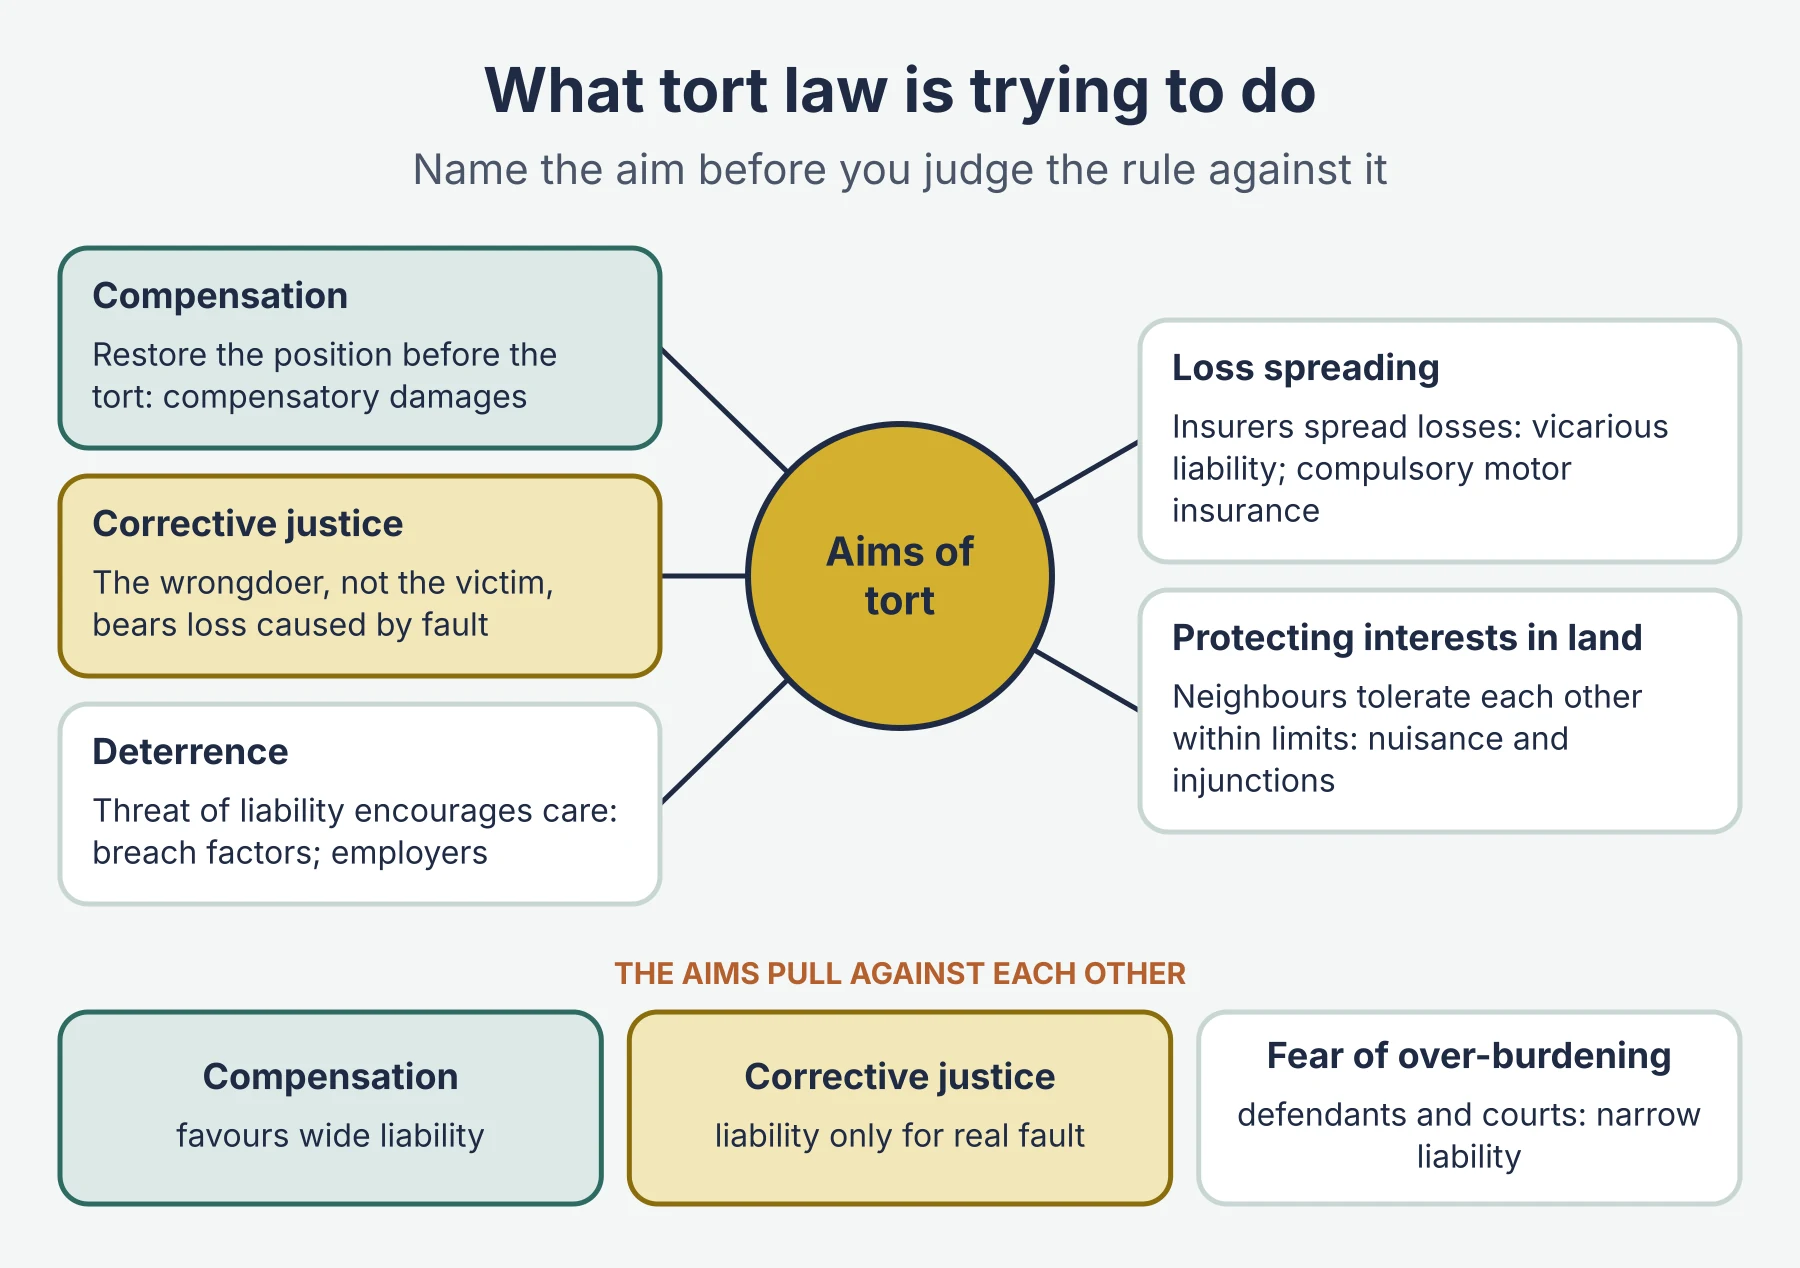 What tort law is trying to do
Name the aim before you judge the rule against it
Compensation
Restore the position before the
tort: compensatory damages
Corrective justice
The wrongdoer, not the victim,
bears loss caused by fault
Deterrence
Threat of liability encourages care:
breach factors; employers
Aims of
tort
Loss spreading
Insurers spread losses: vicarious
liability; compulsory motor
insurance
Protecting interests in land
Neighbours tolerate each other
within limits: nuisance and
injunctions
THE AIMS PULL AGAINST EACH OTHER
Compensation
favours wide liability
Corrective justice
liability only for real fault
Fear of over-burdening
defendants and courts: narrow
liability